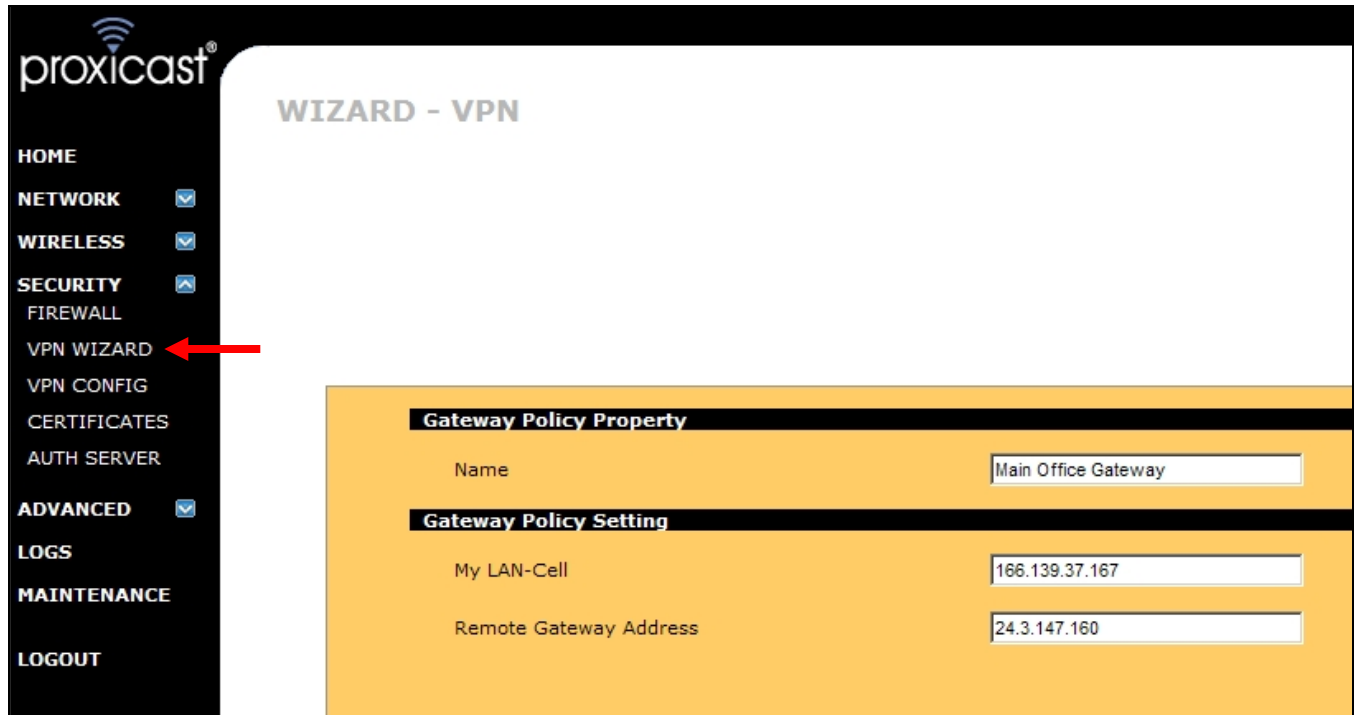 proxicast®
WIZARD - VPN
HOME
NETWORK
WIRELESS
SECURITY
FIREWALL
VPN WIZARD
VPN CONFIG
CERTIFICATES
AUTH SERVER
ADVANCED
LOGS
MAINTENANCE
LOGOUT
Gateway Policy Property
Name Main Office Gateway
Gateway Policy Setting
My LAN-Cell 166.139.37.167
Remote Gateway Address 24.3.147.160